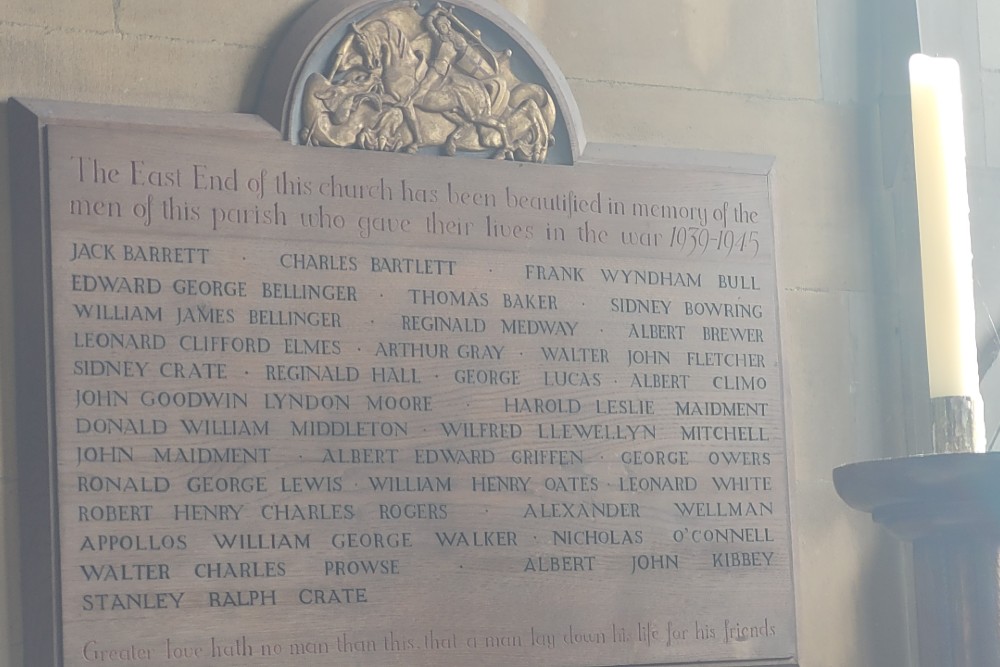 The East End of this church has been beautified in memory of the
men of this parish who gave their lives in the war 1939-1945
JACK BARRETT · CHARLES BARTLETT · FRANK WYNDHAM BULL
EDWARD GEORGE BELLINGER · THOMAS BAKER · SIDNEY BOWRING
WILLIAM JAMES BELLINGER · REGINALD MEDWAY · ALBERT BREWER
LEONARD CLIFFORD ELMES · ARTHUR GRAY · WALTER JOHN FLETCHER
SIDNEY CRATE · REGINALD HALL · GEORGE LUCAS · ALBERT CLIMO
JOHN GOODWIN LYNDON MOORE · HAROLD LESLIE MAIDMENT
DONALD WILLIAM MIDDLETON · WILFRED LLEWELLYN MITCHELL
JOHN MAIDMENT · ALBERT EDWARD GRIFFEN · GEORGE OWERS
RONALD GEORGE LEWIS · WILLIAM HENRY OATES · LEONARD WHITE
ROBERT HENRY CHARLES ROGERS · ALEXANDER WELLMAN
APPOLLOS WILLIAM GEORGE WALKER · NICHOLAS O'CONNELL
WALTER CHARLES PROWSE · ALBERT JOHN KIBBEY
STANLEY RALPH CRATE
Greater love hath no man than this, that a man lay down his life for his friends